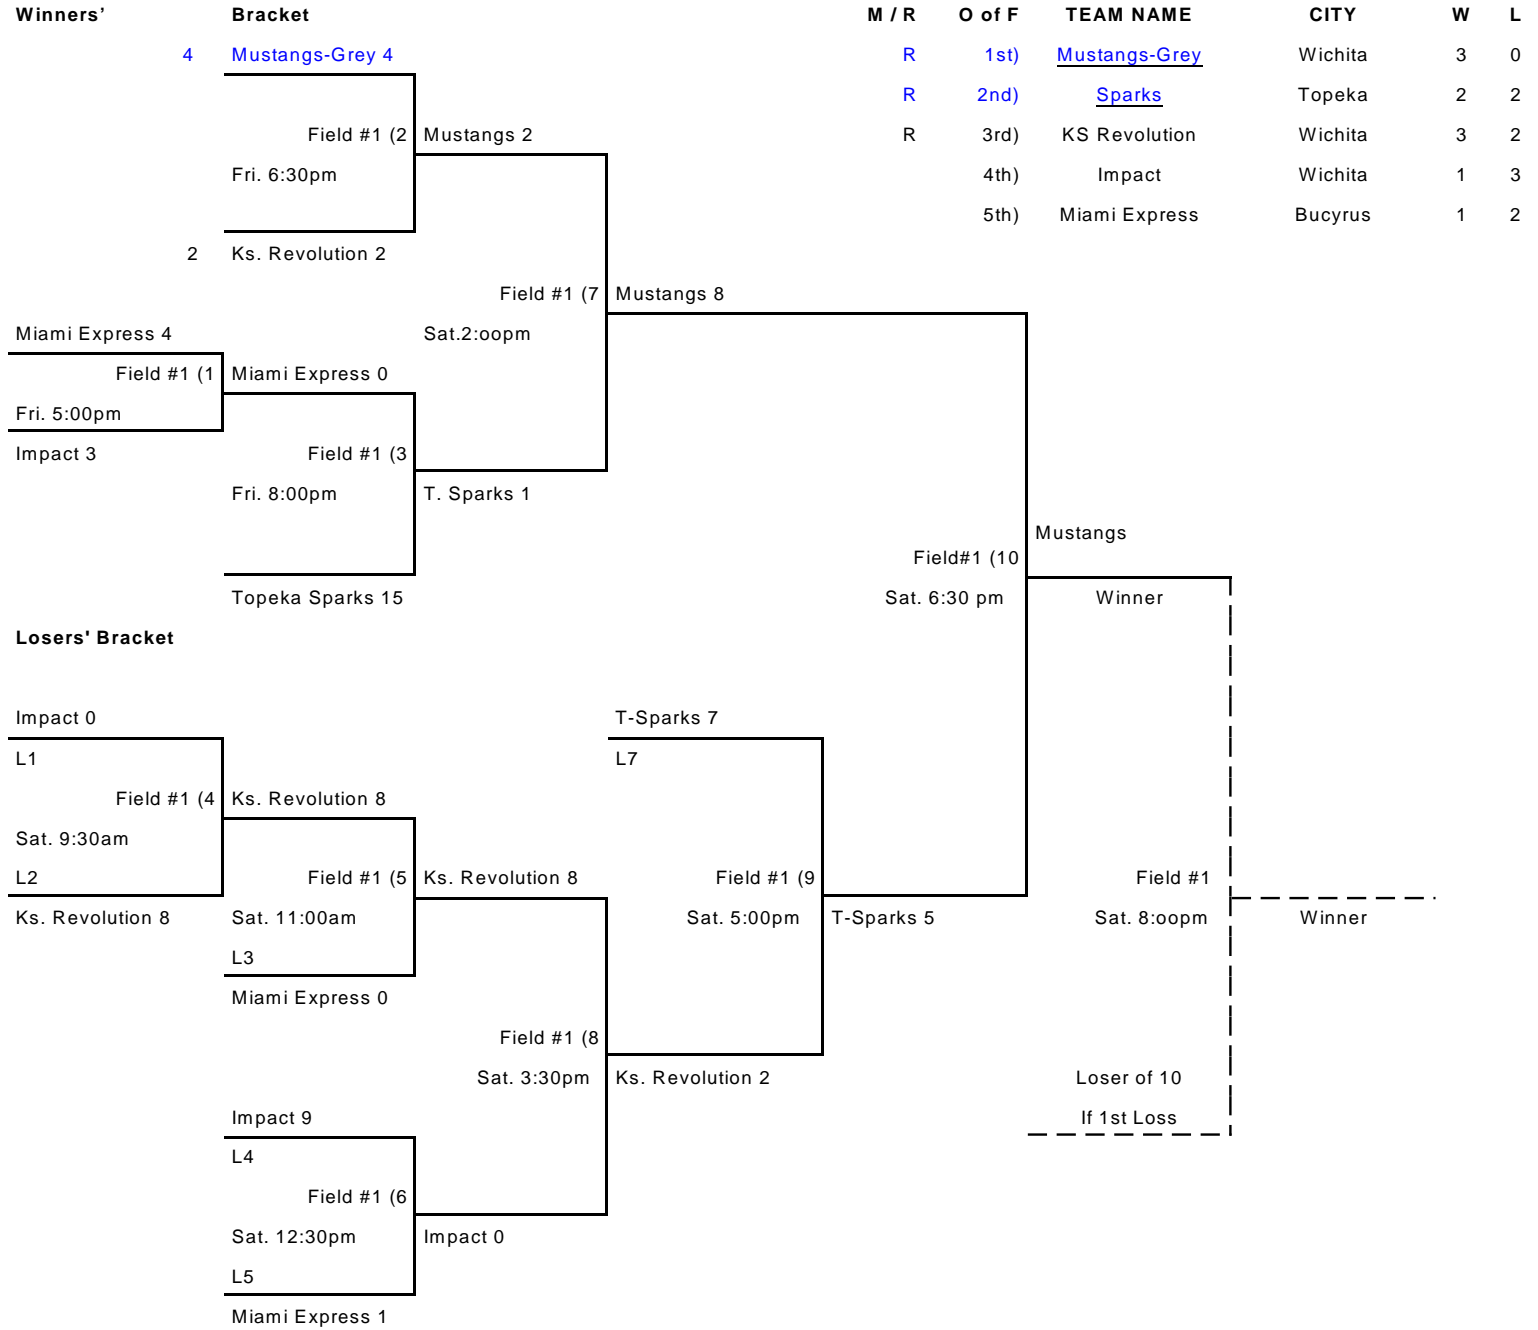 Winners’ Bracket M / R O of F TEAM NAME CITY W L
4 Mustangs-Grey 4 R 1st) Mustangs-Grey Wichita 3 0
R 2nd) Sparks Topeka 2 2
Field #1 (2 Mustangs 2 R 3rd) KS Revolution Wichita 3 2
Fri. 6:30pm 4th) Impact Wichita 1 3
5th) Miami Express Bucyrus 1 2
2 Ks. Revolution 2
Field #1 (7 Mustangs 8
Miami Express 4 Sat.2:oopm
Field #1 (1 Miami Express 0
Fri. 5:00pm
Impact 3 Field #1 (3
Fri. 8:00pm T. Sparks 1
Mustangs
Field#1 (10
Topeka Sparks 15 Sat. 6:30 pm Winner
Losers' Bracket
Impact 0 T-Sparks 7
L1 L7
Field #1 (4 Ks. Revolution 8
Sat. 9:30am
L2 Field #1 (5 Ks. Revolution 8 Field #1 (9 Field #1
Ks. Revolution 8 Sat. 11:00am Sat. 5:00pm T-Sparks 5 Sat. 8:oopm Winner
L3
Miami Express 0
Field #1 (8
Sat. 3:30pm Ks. Revolution 2 Loser of 10
Impact 9 If 1st Loss
L4
Field #1 (6
Sat. 12:30pm Impact 0
L5
Miami Express 1